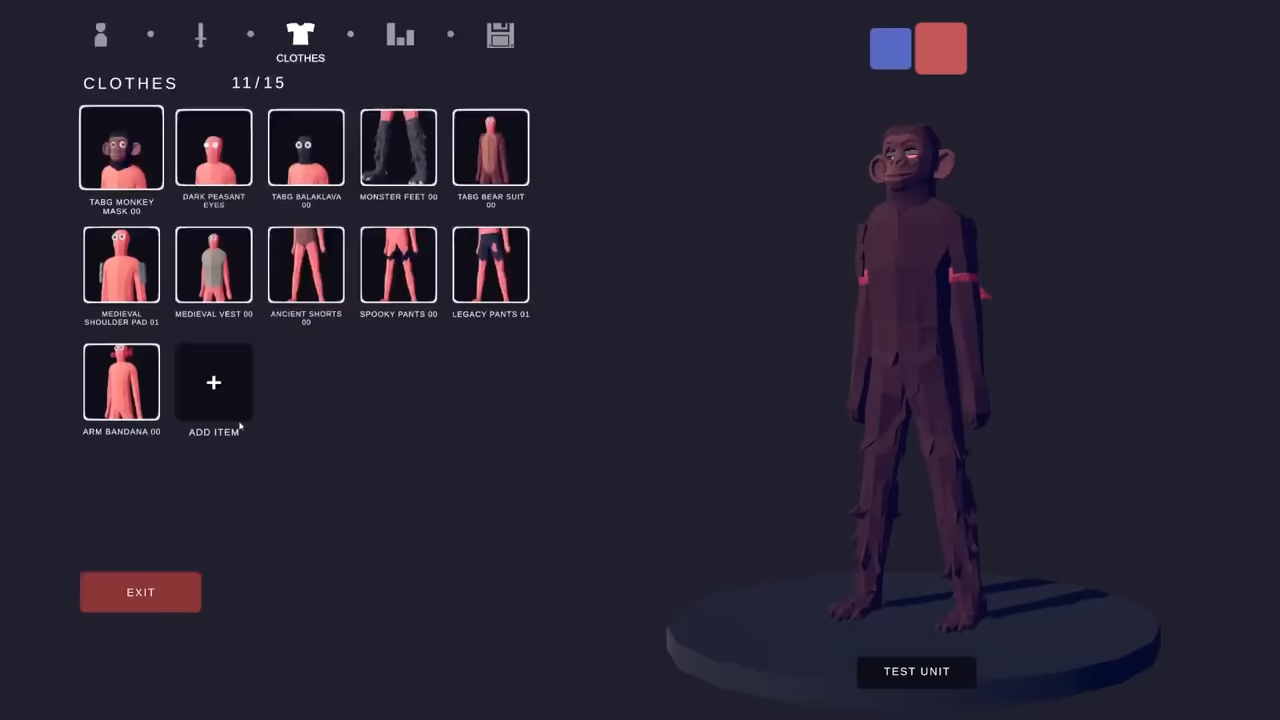 CLOTHES
CLOTHES 11/15
TABG MONKEY
MASK 00
DARK PEASANT
EYES
TABG BALAKLAVA
00
MONSTER FEET 00
TABG BEAR SUIT
00
MEDIEVAL
SHOULDER PAD 01
MEDIEVAL VEST 00
ANCIENT SHORTS
00
SPOOKY PANTS 00
LEGACY PANTS 01
ARM BANDANA 00
+
ADD ITEM
EXIT
TEST UNIT